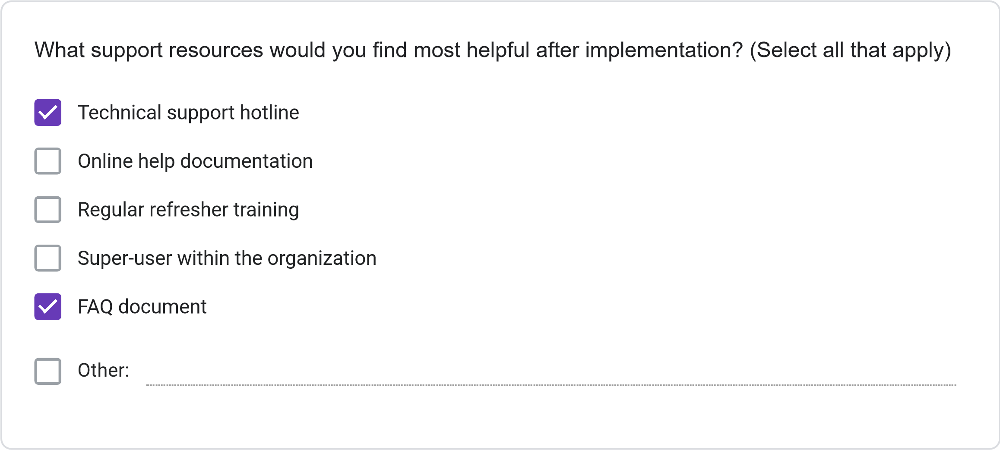 What support resources would you find most helpful after implementation? (Select all that apply)
Technical support hotline
Online help documentation
Regular refresher training
Super-user within the organization
FAQ document
Other: